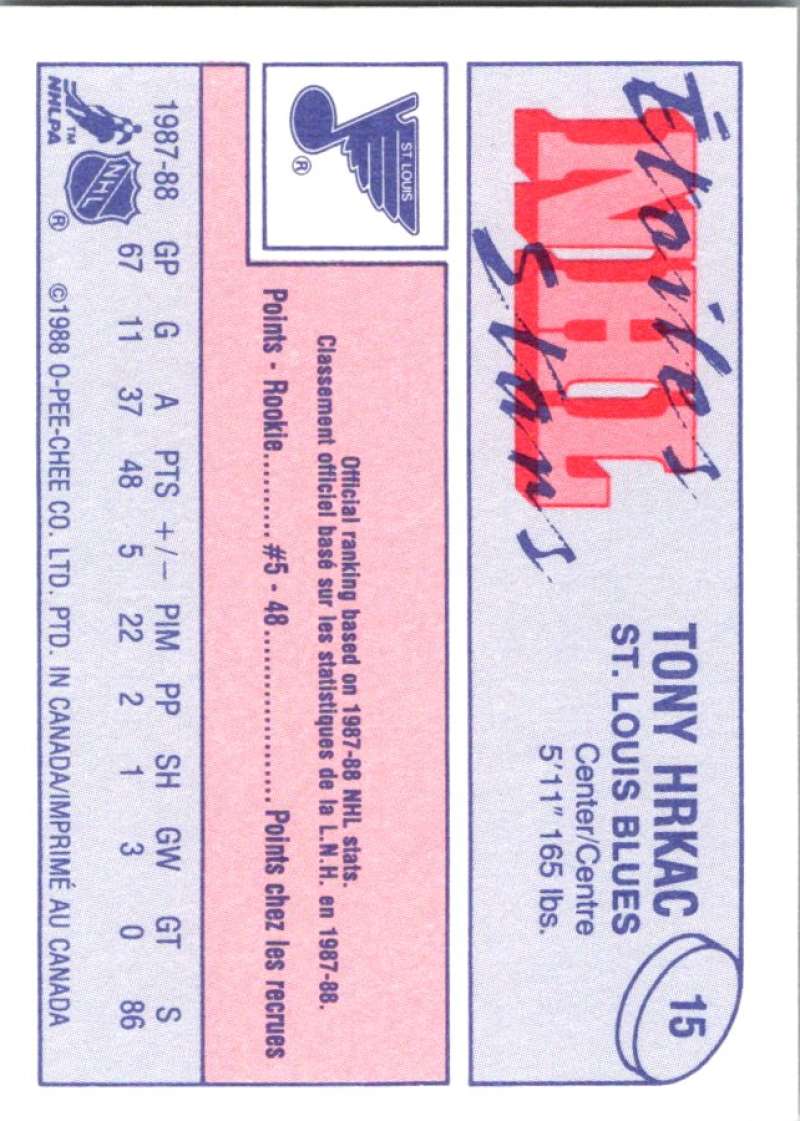 Étoiles
NHL
Stars
TONY HRKAC
ST. LOUIS BLUES
Center/Centre
5'11" 165 lbs.
15
ST. LOUIS
®
Official ranking based on 1987-88 NHL stats.
Classement officiel basé sur les statistiques de la L.N.H. en 1987-88.
Points - Rookie.......... #5 - 48.................... Points chez les recrues
1987-88 GP G A PTS +/- PIM PP SH GW GT S
67 11 37 48 5 22 2 1 3 0 86
NHLPA ™ NHL ® ©1988 O-PEE-CHEE CO. LTD. PTD. IN CANADA/IMPRIMÉ AU CANADA